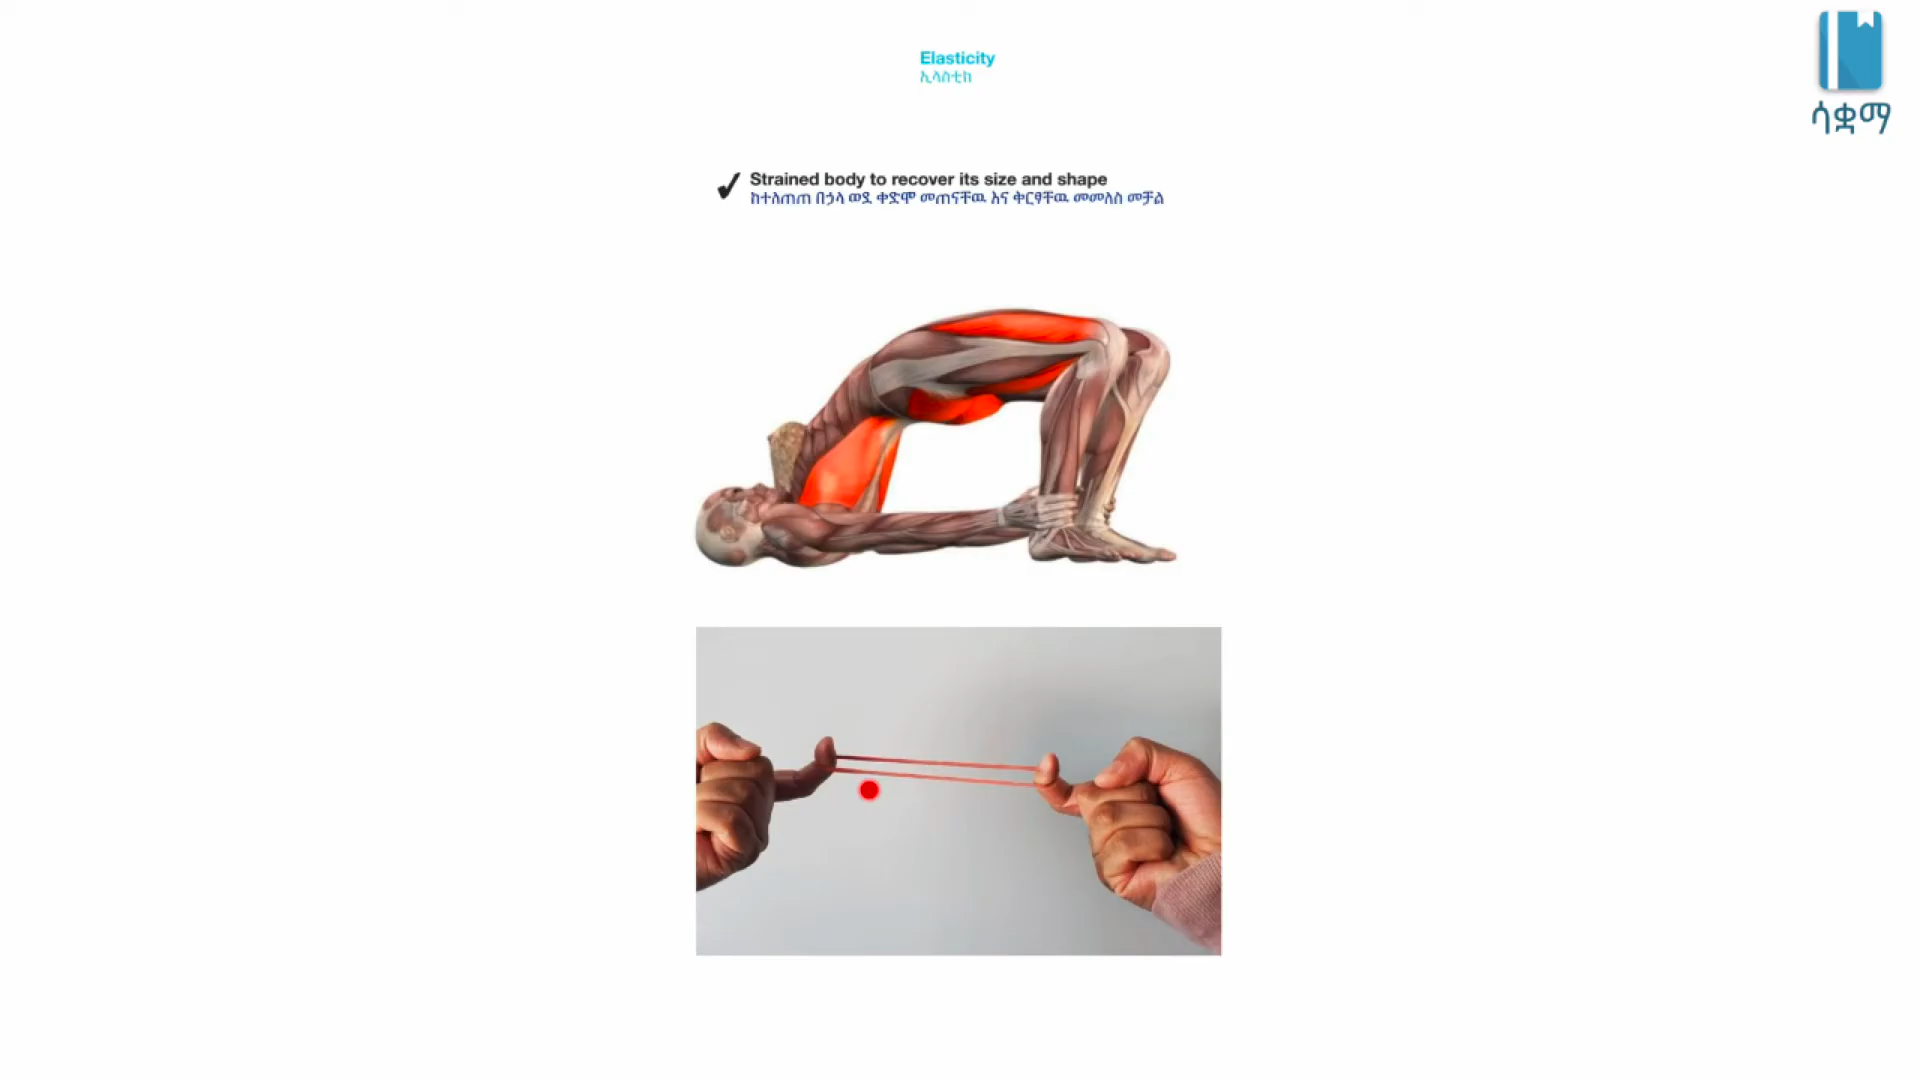 Elasticity
ኢላስቲክ
ሳቋማ
Strained body to recover its size and shape
ከተለጠጠ በኃላ ወደ ቀድሞ መጠናቸዉ እና ቅርፃቸዉ መመለስ መቻል